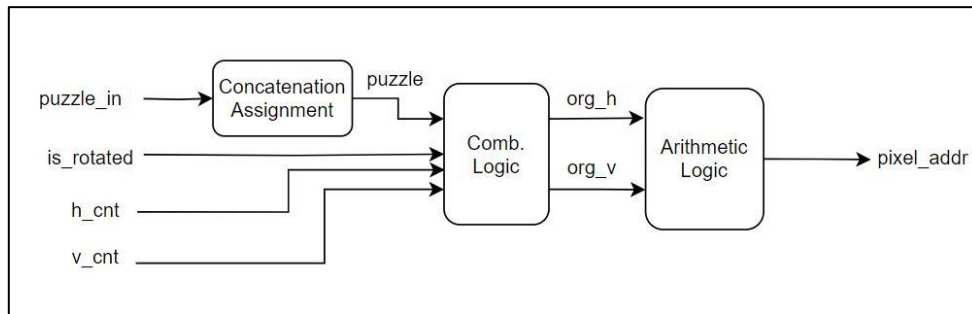 puzzle_in
Concatenation
Assignment
puzzle
is_rotated
h_cnt
v_cnt
Comb.
Logic
org_h
org_v
Arithmetic
Logic
pixel_addr